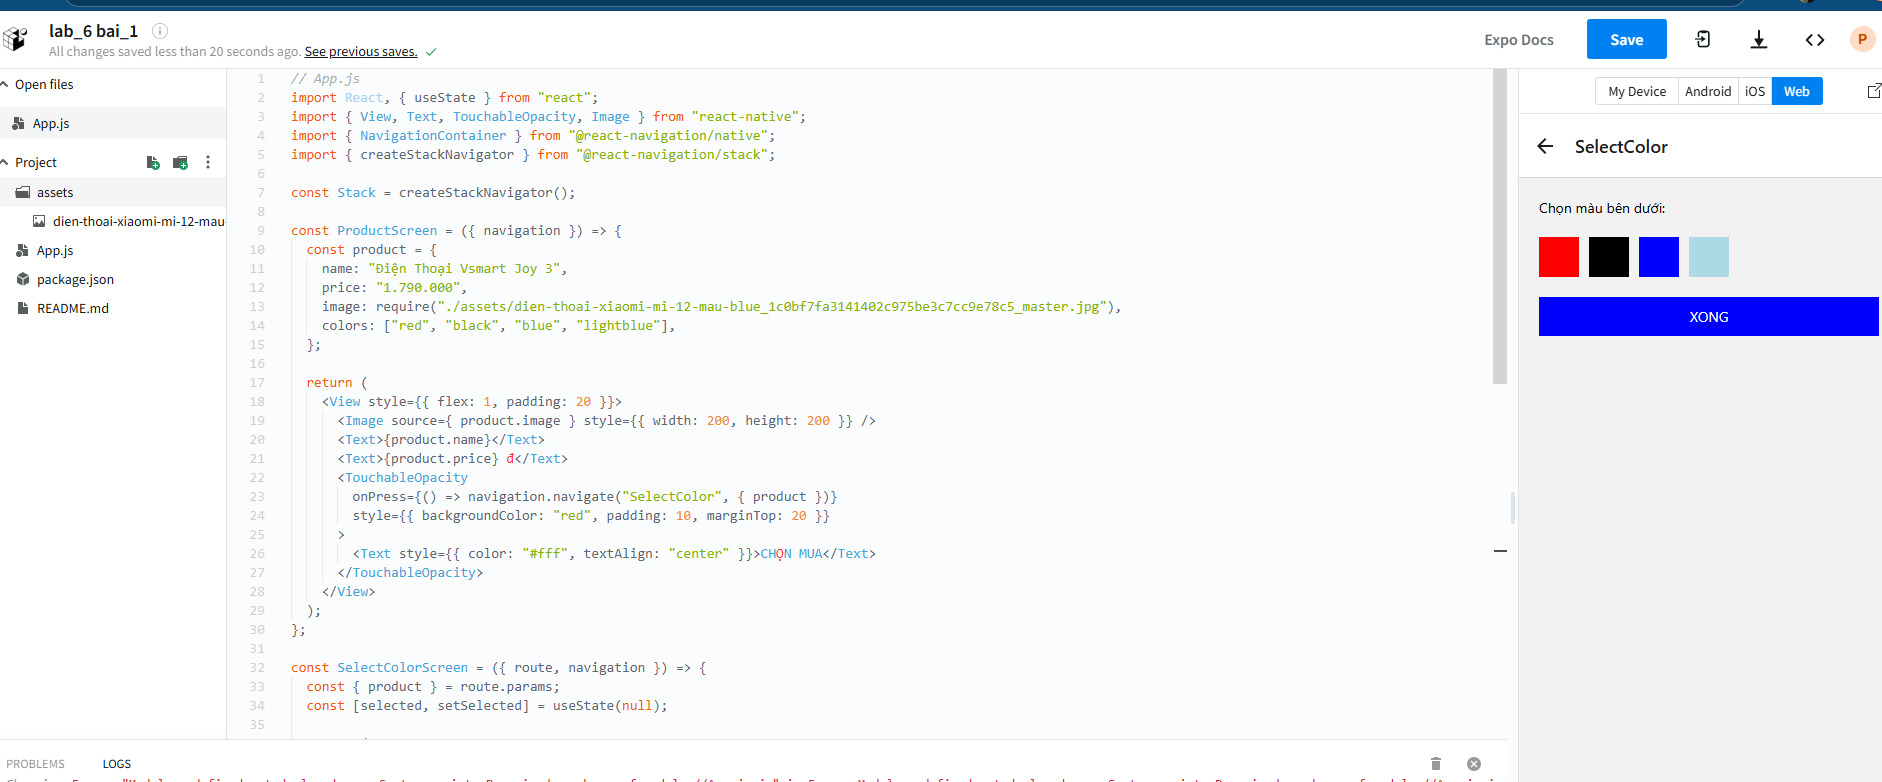 lab_6 bai_1
All changes saved less than 20 seconds ago. See previous saves.
Expo Docs
Save
P
Open files
App.js
Project
assets
dien-thoai-xiaomi-mi-12-mau-
App.js
package.json
README.md
1 // App.js
2 import React, { useState } from "react";
3 import { View, Text, TouchableOpacity, Image } from "react-native";
4 import { NavigationContainer } from "@react-navigation/native";
5 import { createStackNavigator } from "@react-navigation/stack";
6
7 const Stack = createStackNavigator();
8
9 const ProductScreen = ({ navigation }) => {
10 const product = {
11 name: "Điện Thoại Vsmart Joy 3",
12 price: "1.790.000",
13 image: require("./assets/dien-thoai-xiaomi-mi-12-mau-blue_1c0bf7fa3141402c975be3c7cc9e78c5_master.jpg"),
14 colors: ["red", "black", "blue", "lightblue"],
15 };
16
17 return (
18 <View style={{ flex: 1, padding: 20 }}>
19 <Image source={ product.image } style={{ width: 200, height: 200 }} />
20 <Text>{product.name}</Text>
21 <Text>{product.price} đ</Text>
22 <TouchableOpacity
23 onPress={() => navigation.navigate("SelectColor", { product })}
24 style={{ backgroundColor: "red", padding: 10, marginTop: 20 }}
25 >
26 <Text style={{ color: "#fff", textAlign: "center" }}>CHỌN MUA</Text>
27 </TouchableOpacity>
28 </View>
29 );
30 };
31
32 const SelectColorScreen = ({ route, navigation }) => {
33 const { product } = route.params;
34 const [selected, setSelected] = useState(null);
35
PROBLEMS
LOGS
My Device
Android
iOS
Web
SelectColor
Chọn màu bên dưới:
XONG